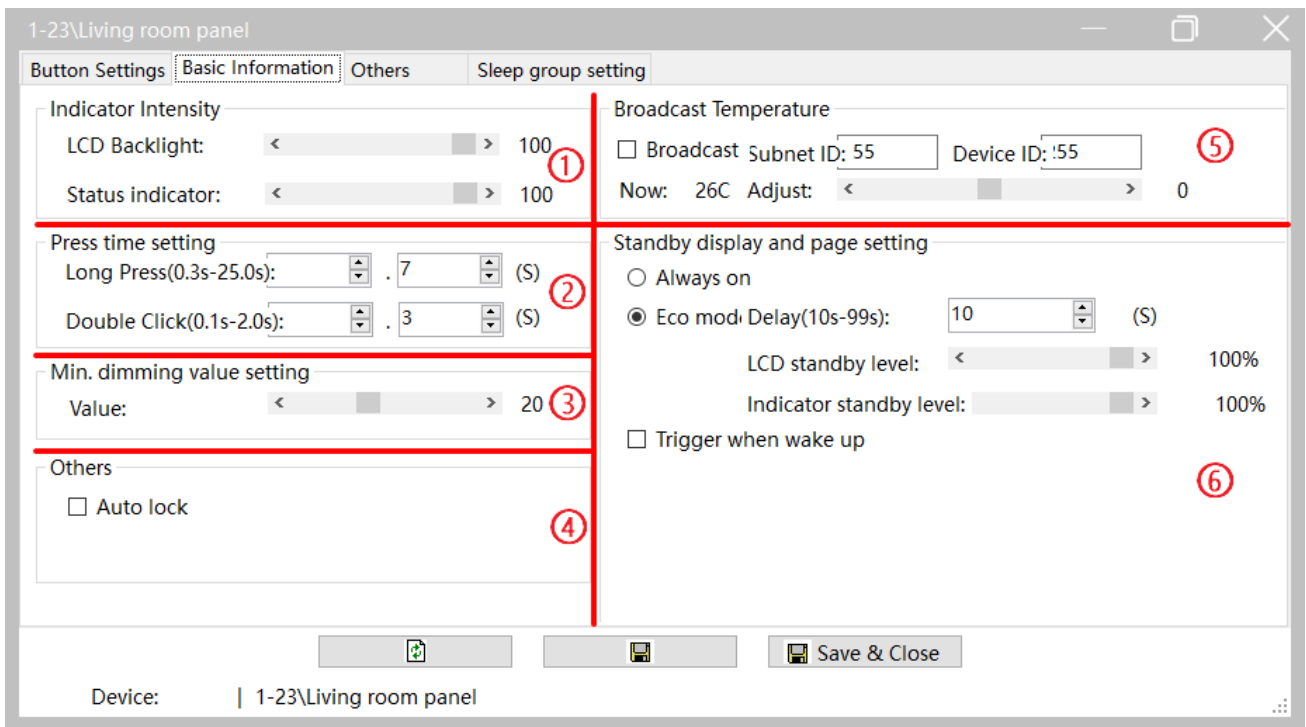 1-23\Living room panel
Button Settings Basic Information Others Sleep group setting
Indicator Intensity
LCD Backlight: < > 100
Status indicator: < > 100
①
Broadcast Temperature
Broadcast Subnet ID: 55 Device ID: :55
Now: 26C Adjust: < > 0
⑤
Press time setting
Long Press(0.3s-25.0s): . 7 (S)
Double Click(0.1s-2.0s): . 3 (S)
②
Min. dimming value setting
Value: < > 20
③
Others
Auto lock
④
Standby display and page setting
Always on
Eco mod Delay(10s-99s): 10 (S)
LCD standby level: < > 100%
Indicator standby level: > 100%
Trigger when wake up
⑥
Save & Close
Device: | 1-23\Living room panel